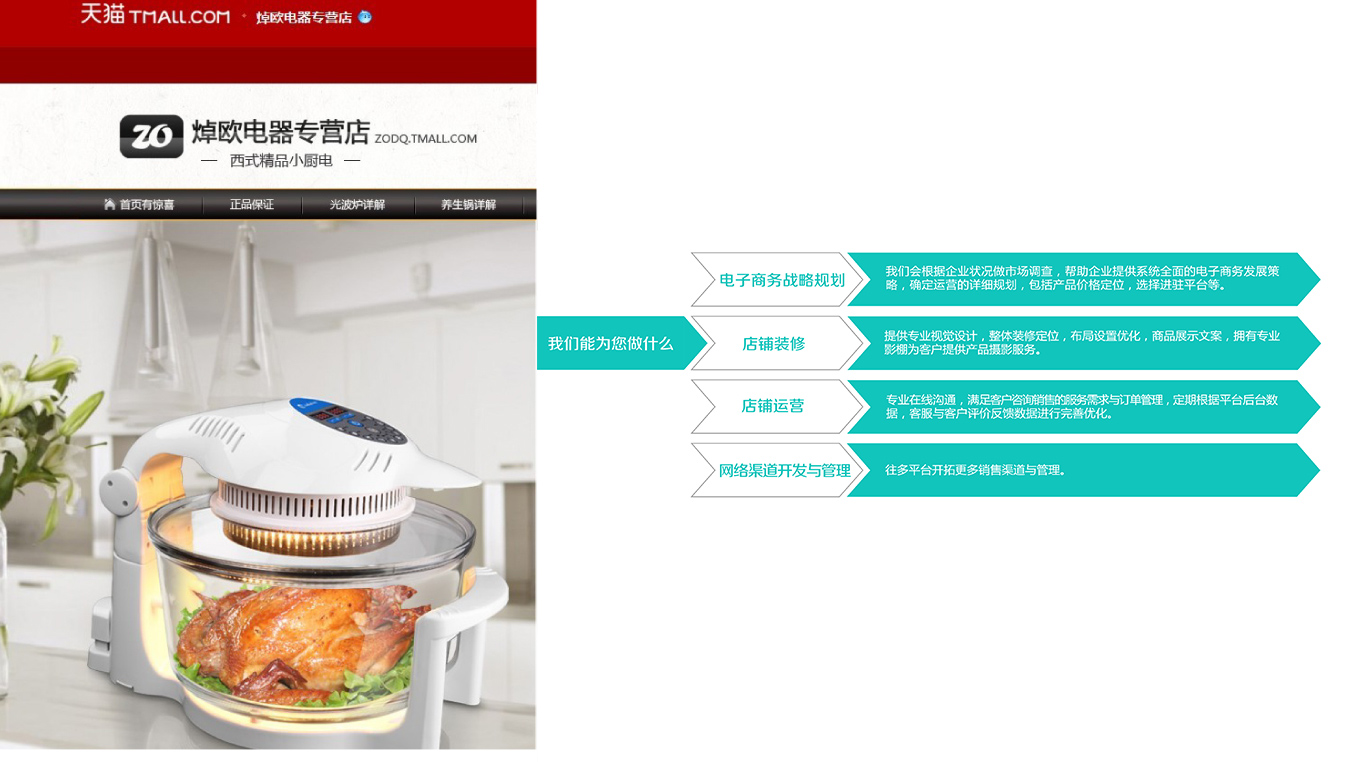 天猫 TMALL.COM · 焯欧电器专营店
ZO 焯欧电器专营店 ZODQ.TMALL.COM
西式精品小厨电
首页有惊喜 正品保证 光波炉详解 养生锅详解
我们能为您做什么
电子商务战略规划
我们会根据企业状况做市场调查，帮助企业提供系统全面的电子商务发展策
略，确定运营的详细规划，包括产品价格定位，选择进驻平台等。
店铺装修
提供专业视觉设计，整体装修定位，布局设置优化，商品展示文案，拥有专业
影棚为客户提供产品摄影服务。
店铺运营
专业在线沟通，满足客户咨询销售的服务需求与订单管理，定期根据平台后台数
据，客服与客户评价反馈数据进行完善优化。
网络渠道开发与管理
往多平台开拓更多销售渠道与管理。